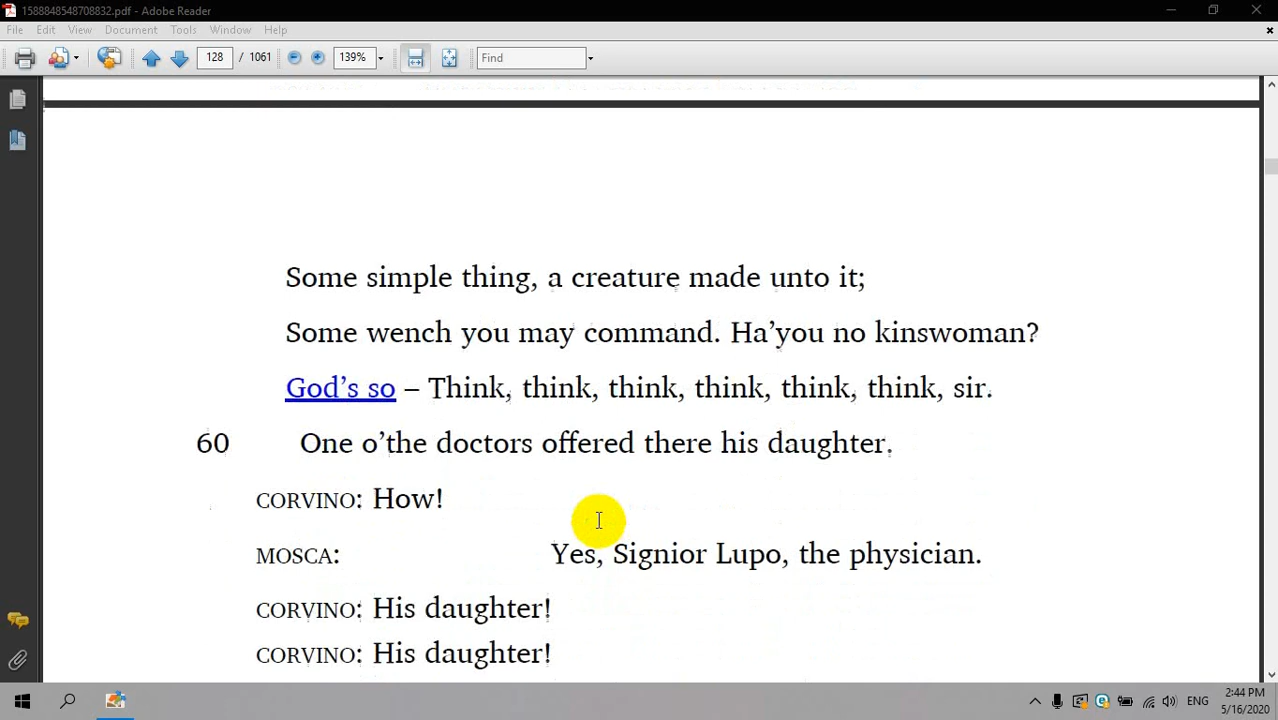 1588848548708832.pdf - Adobe Reader
File Edit View Document Tools Window Help
128 / 1061 139% Find
Some simple thing, a creature made unto it;
Some wench you may command. Ha’you no kinswoman?
God’s so – Think, think, think, think, think, think, sir.
60 One o’the doctors offered there his daughter.
CORVINO: How!
MOSCA: Yes, Signior Lupo, the physician.
CORVINO: His daughter!
CORVINO: His daughter!
2:44 PM
ENG
5/16/2020